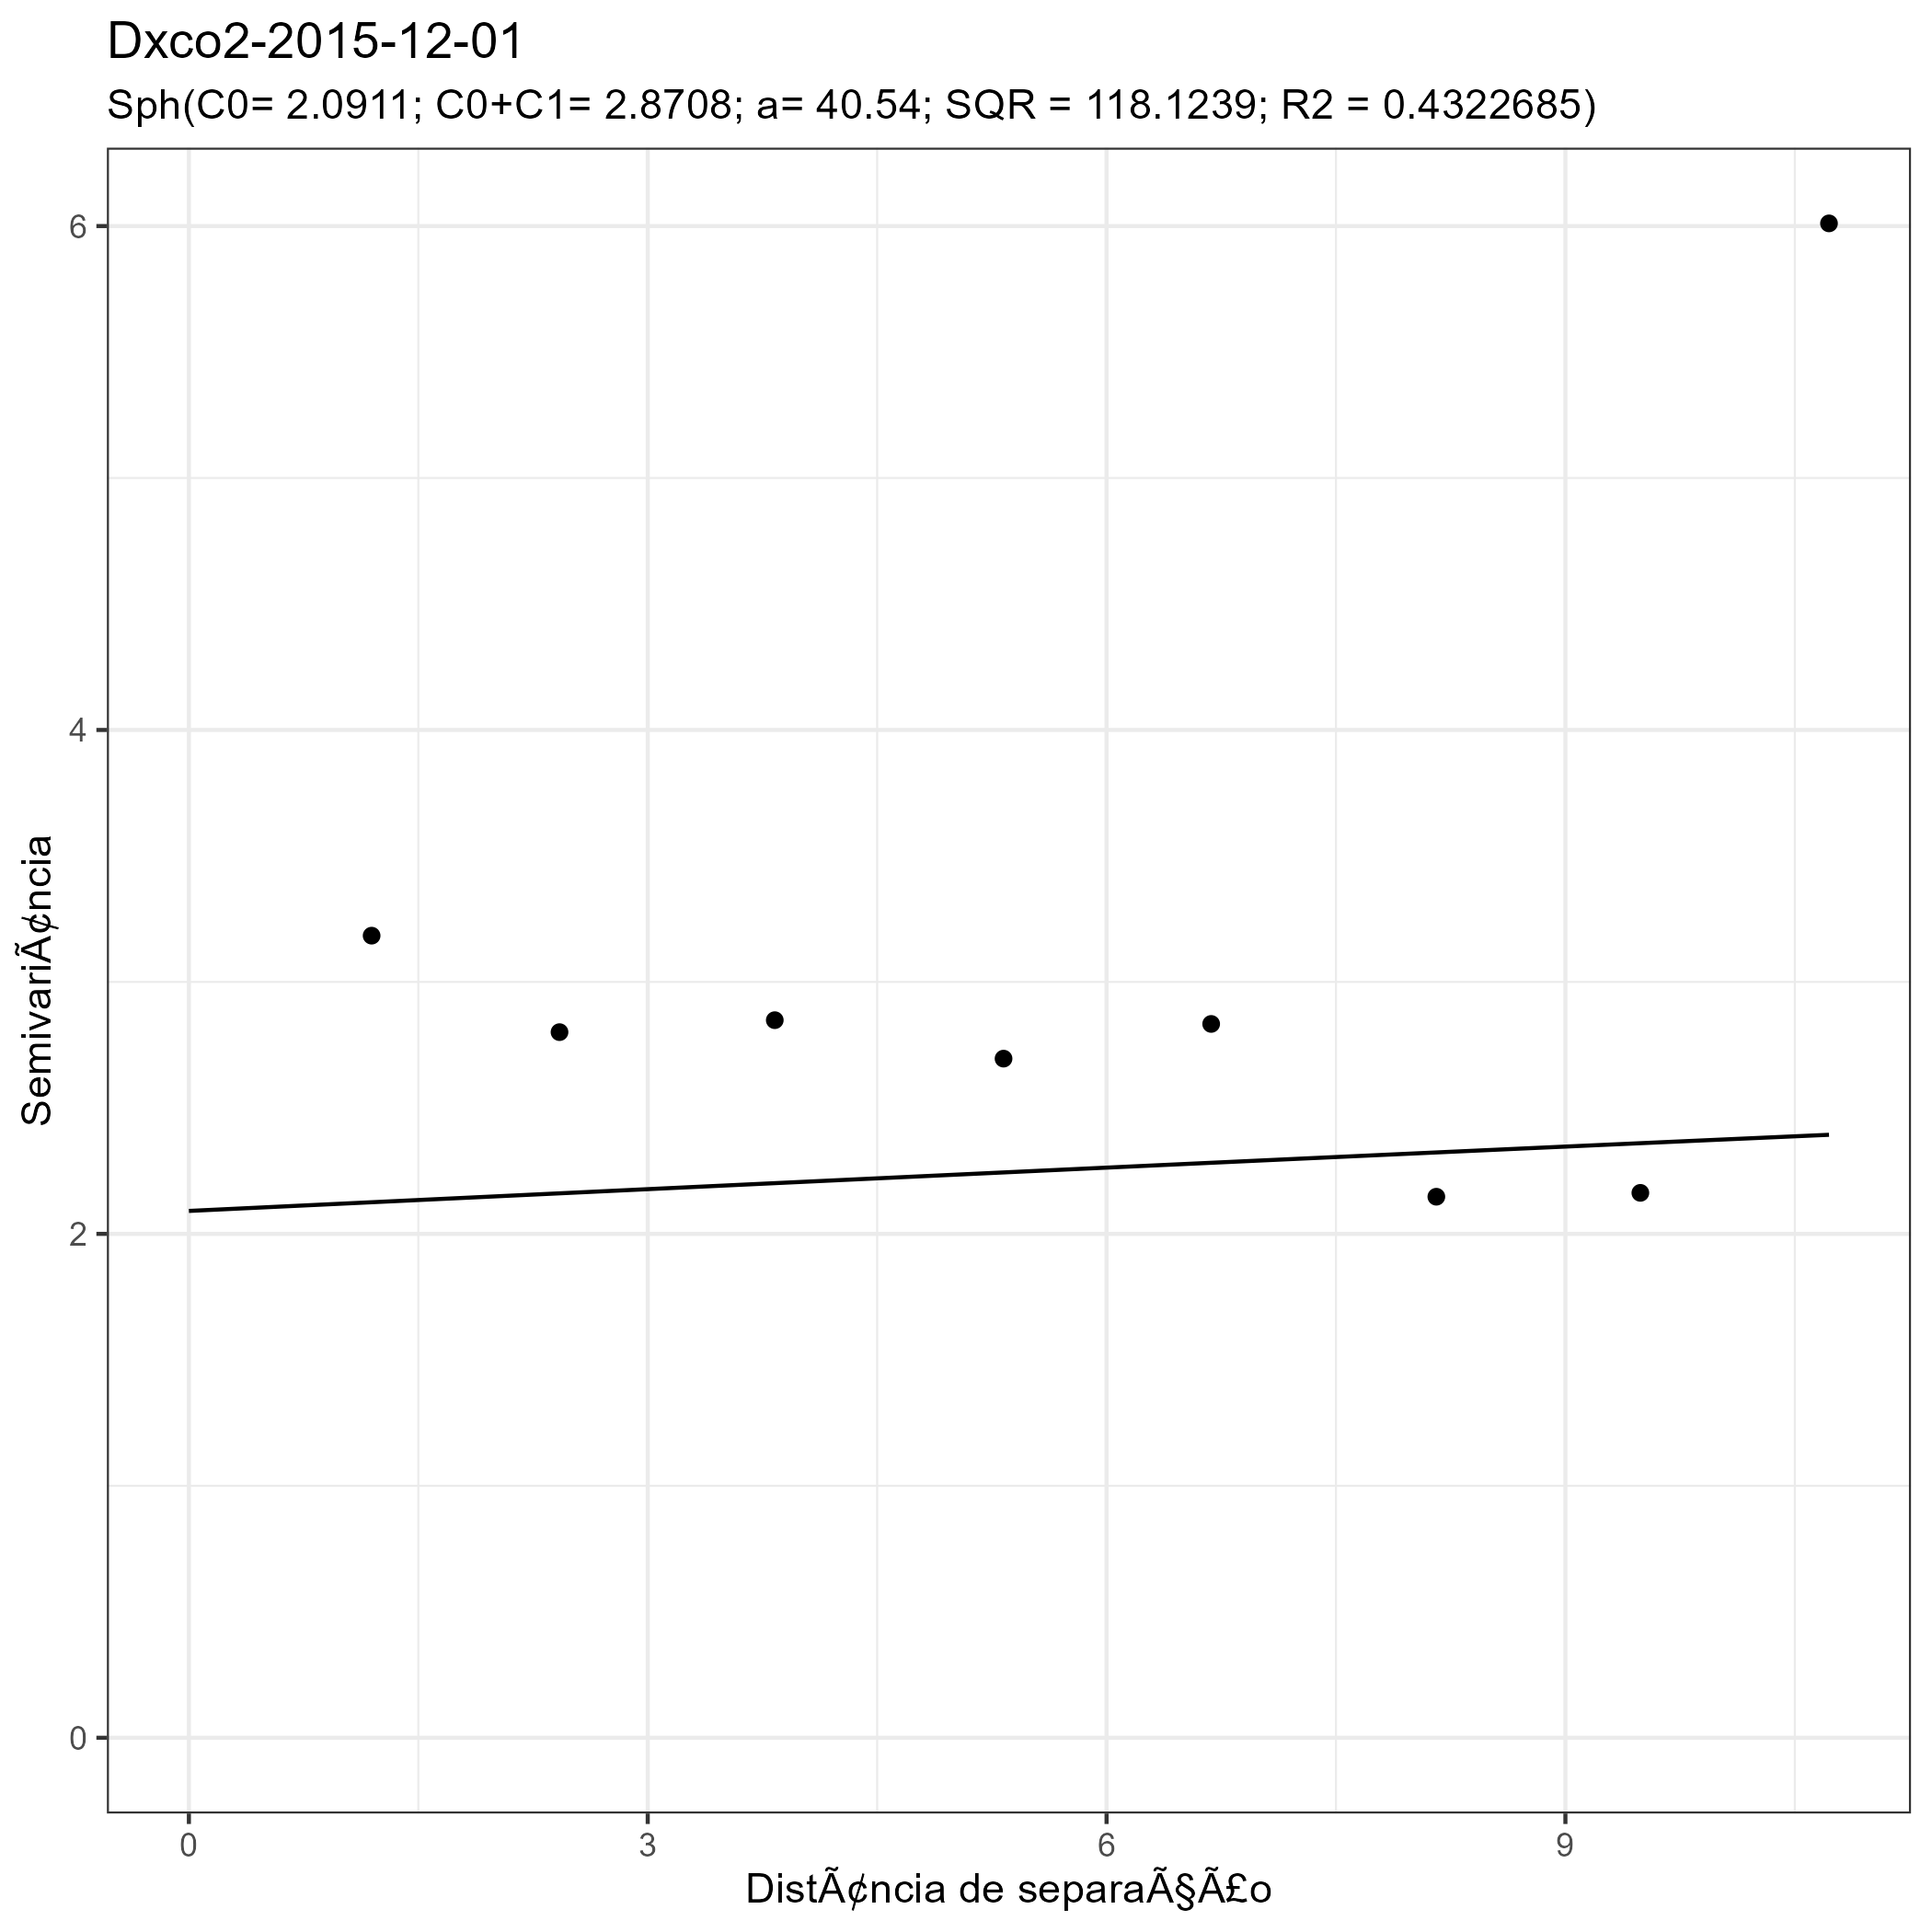 Dxco2-2015-12-01
Sph(C0= 2.0911; C0+C1= 2.8708; a= 40.54; SQR = 118.1239; R2 = 0.4322685)
SemivariÃ¢ncia
6
4
2
0
0 3 6 9
DistÃ¢ncia de separaÃ§Ã£o